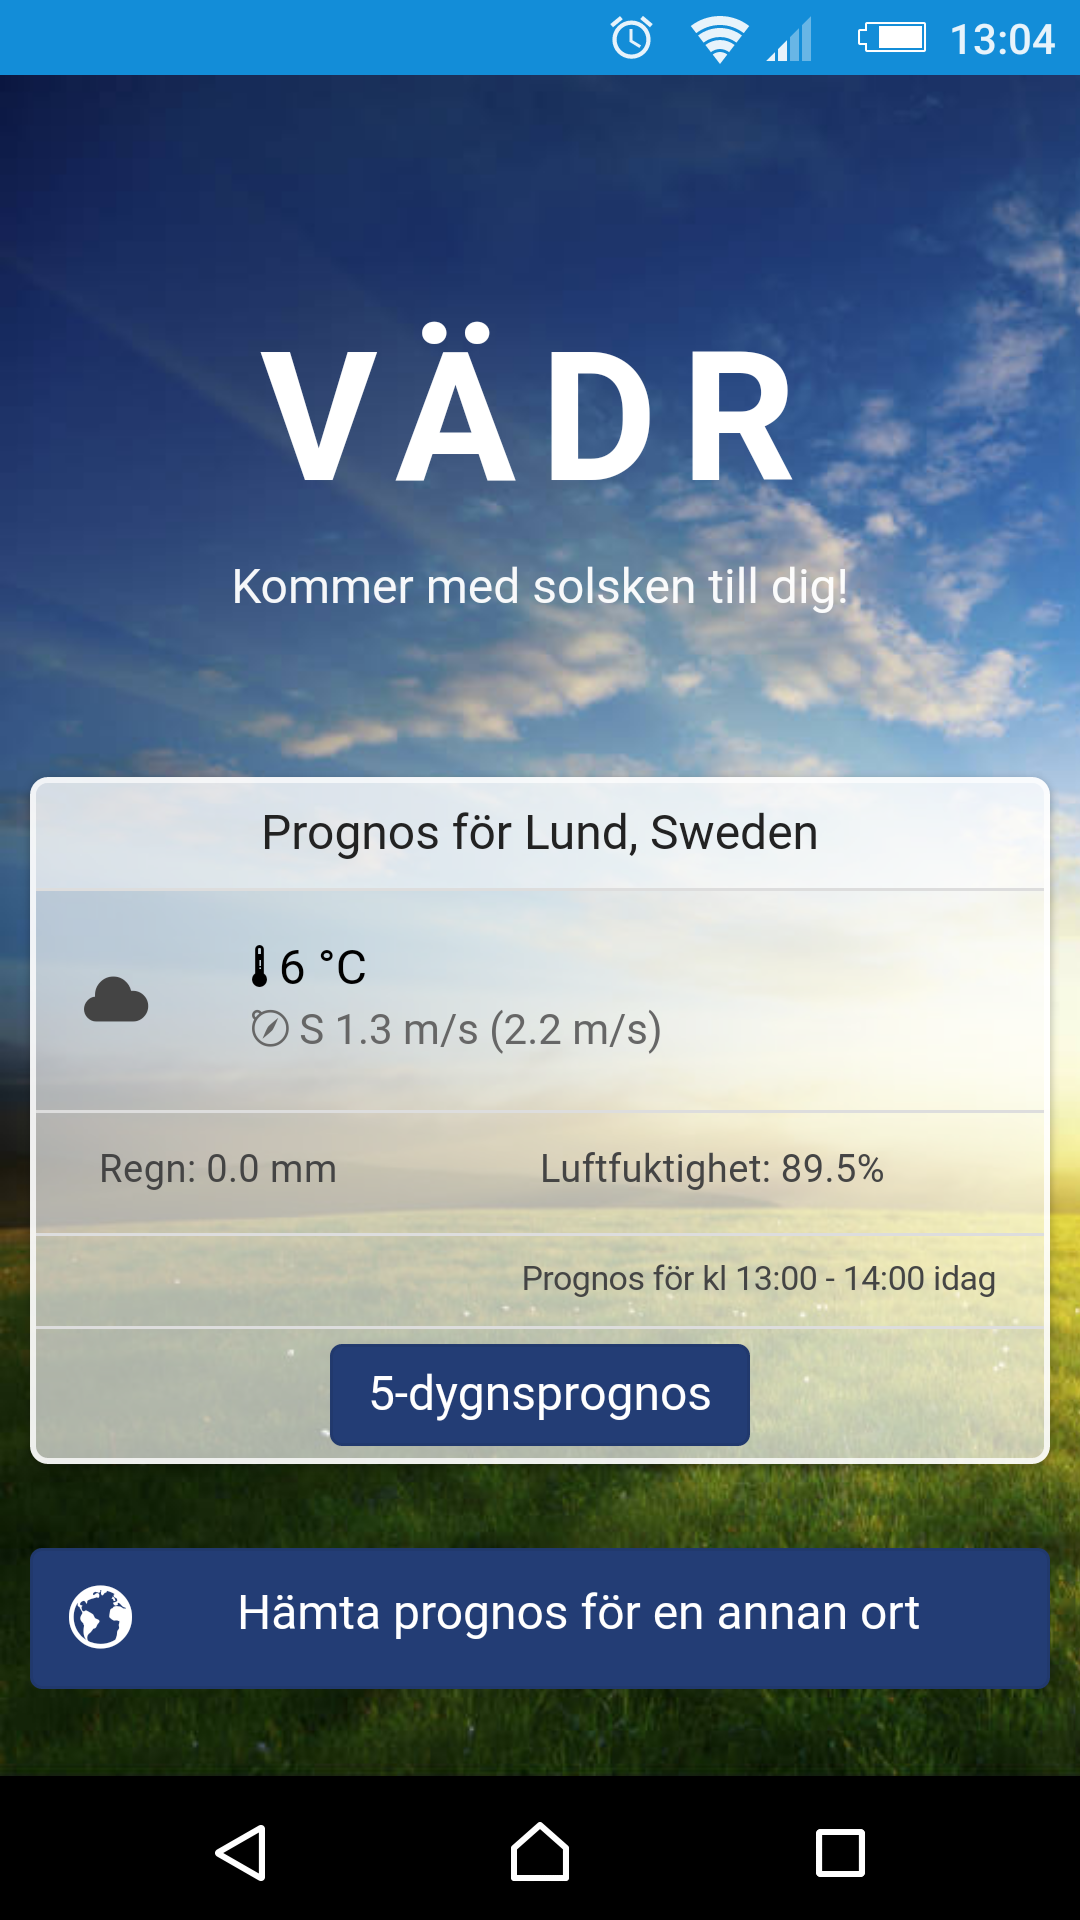 13:04
VÄDR
Kommer med solsken till dig!
Prognos för Lund, Sweden
6 °C
S 1.3 m/s (2.2 m/s)
Regn: 0.0 mm Luftfuktighet: 89.5%
Prognos för kl 13:00 - 14:00 idag
5-dygnsprognos
Hämta prognos för en annan ort